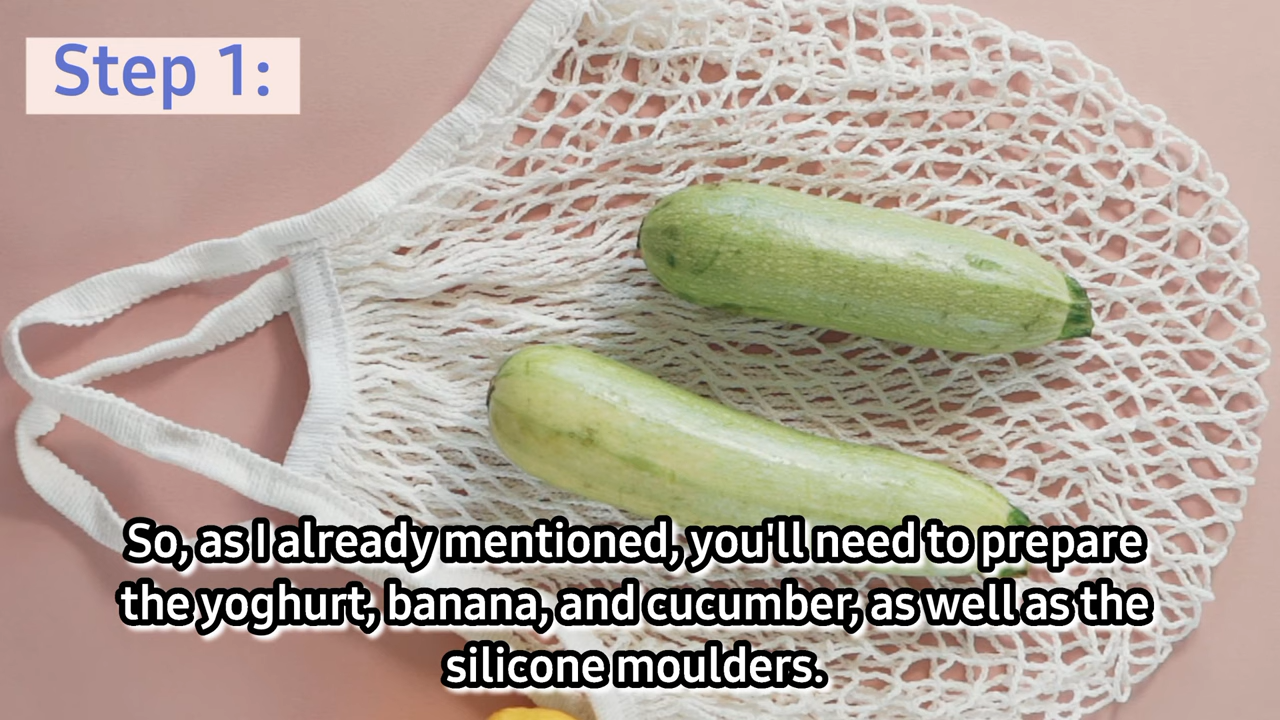 Step 1:
So, as I already mentioned, you'll need to prepare
the yoghurt, banana, and cucumber, as well as the
silicone moulders.